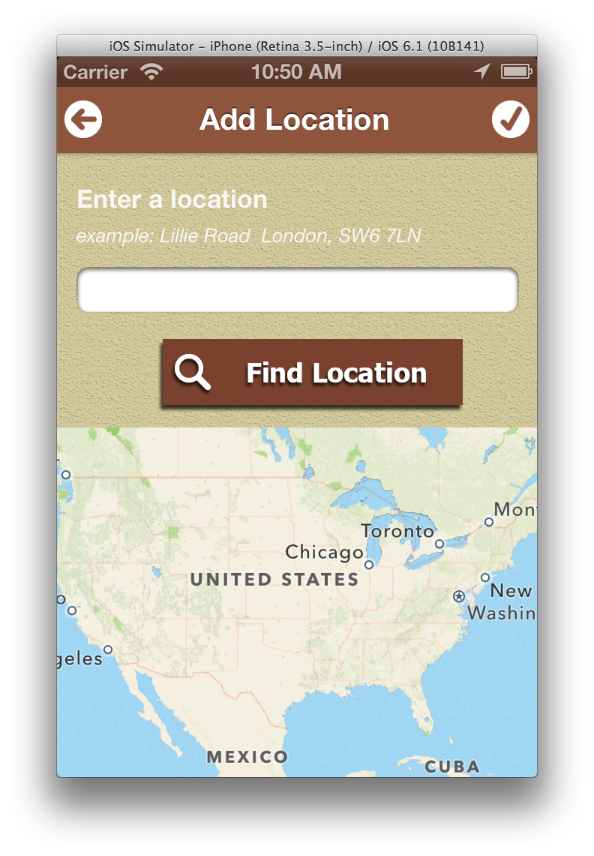 iOS Simulator – iPhone (Retina 3.5-inch) / iOS 6.1 (10B141)
Carrier 10:50 AM
Add Location
Enter a location
example: Lillie Road  London, SW6 7LN
Find Location
Mon
Toronto
Chicago
UNITED STATES
New
Washin
geles
MEXICO
CUBA